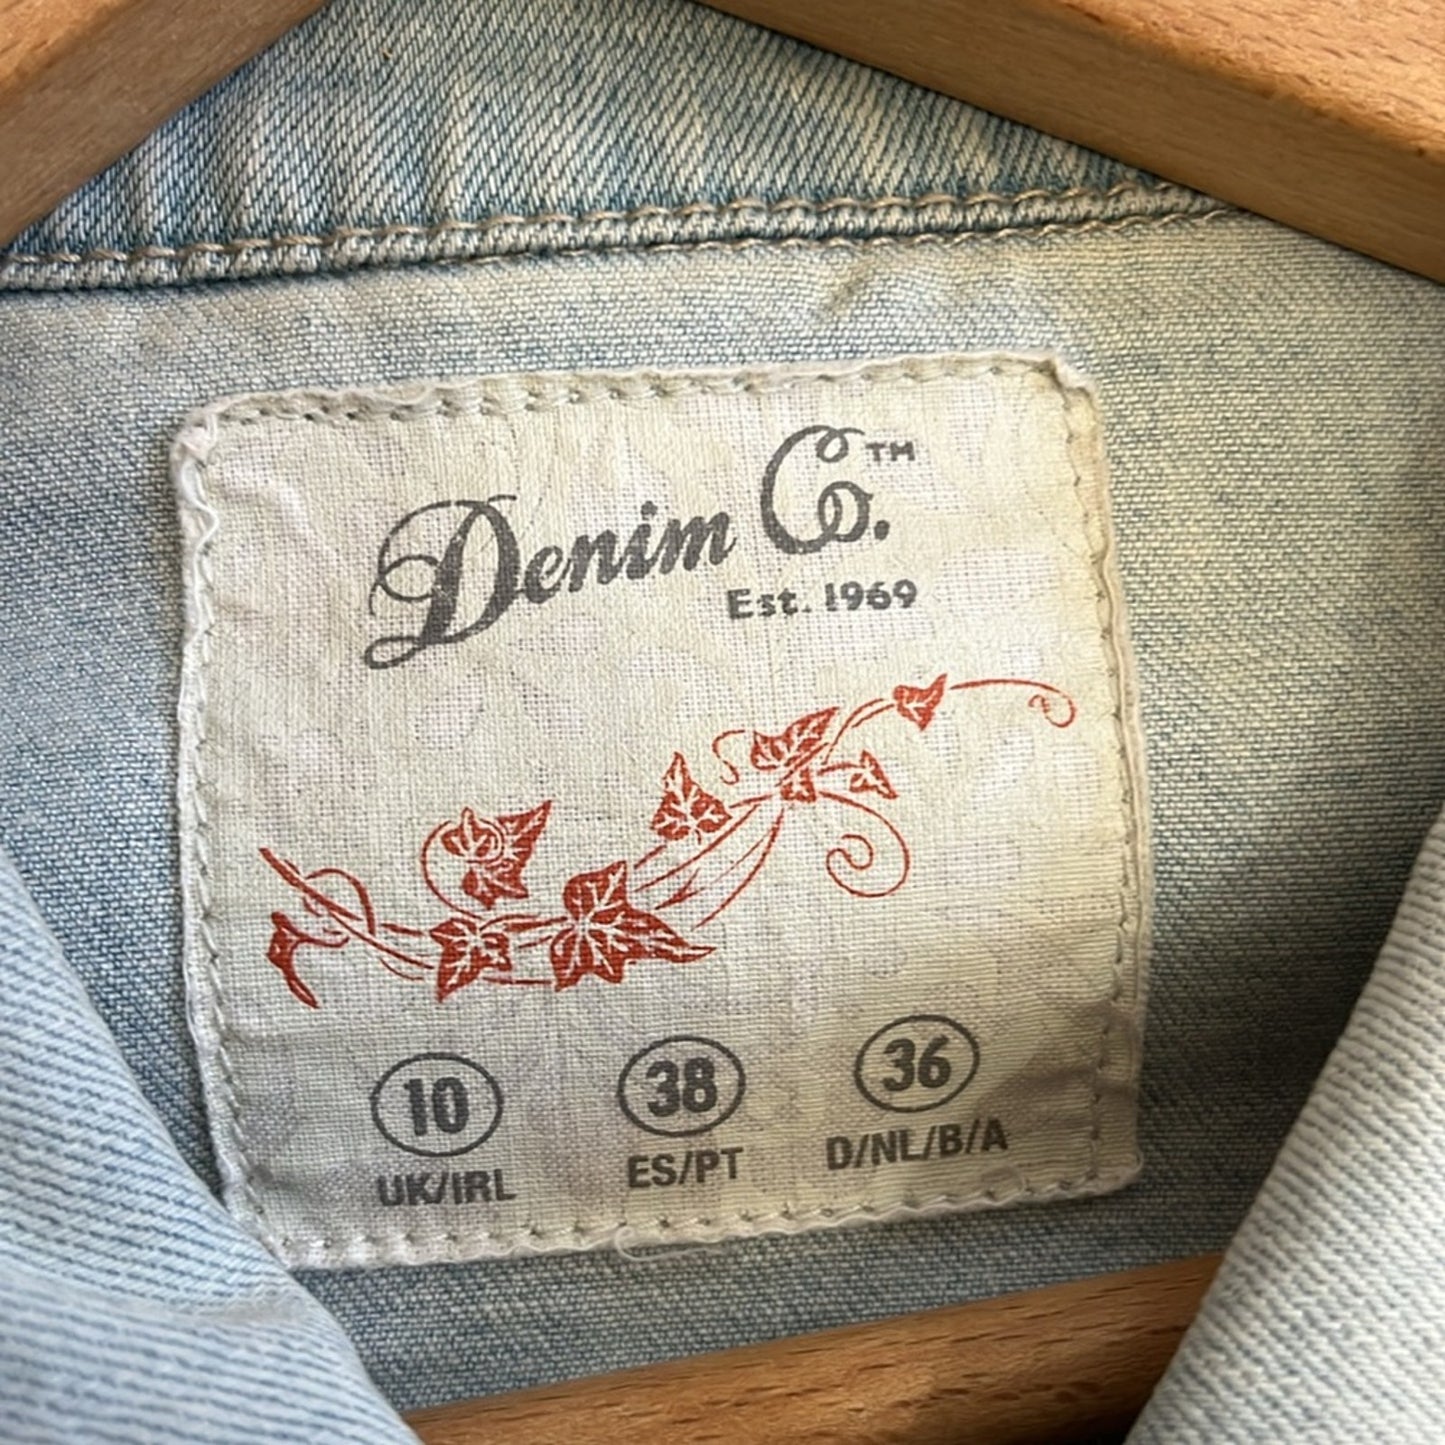 Denim Co.™
Est. 1969
10 38 36
UK/IRL ES/PT D/NL/B/A